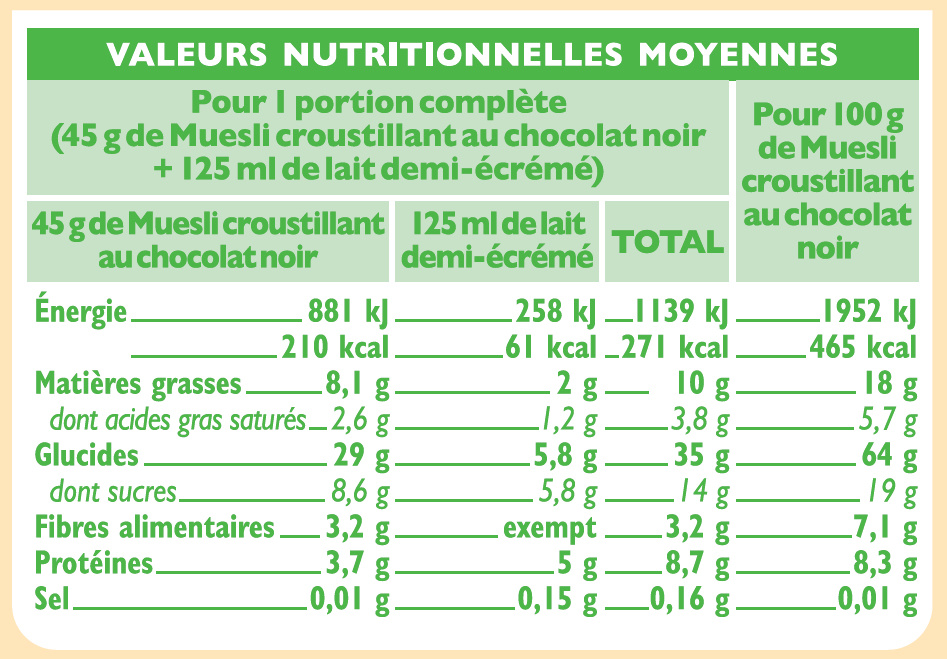 VALEURS NUTRITIONNELLES MOYENNES
Pour 1 portion complète
(45 g de Muesli croustillant au chocolat noir
+ 125 ml de lait demi-écrémé)
Pour 100 g
de Muesli
croustillant
au chocolat
noir
45 g de Muesli croustillant
au chocolat noir
125 ml de lait
demi-écrémé
TOTAL
Énergie 881 kJ 258 kJ 1139 kJ 1952 kJ
210 kcal 61 kcal 271 kcal 465 kcal
Matières grasses 8,1 g 2 g 10 g 18 g
dont acides gras saturés 2,6 g 1,2 g 3,8 g 5,7 g
Glucides 29 g 5,8 g 35 g 64 g
dont sucres 8,6 g 5,8 g 14 g 19 g
Fibres alimentaires 3,2 g exempt 3,2 g 7,1 g
Protéines 3,7 g 5 g 8,7 g 8,3 g
Sel 0,01 g 0,15 g 0,16 g 0,01 g